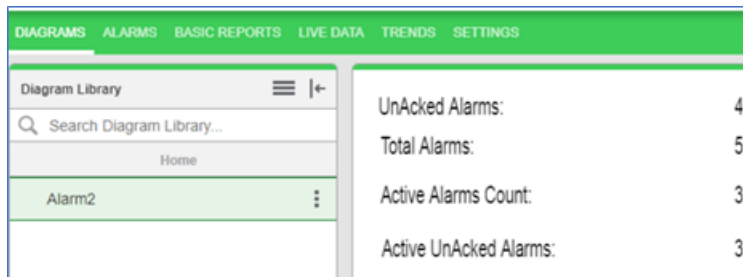 DIAGRAMS ALARMS BASIC REPORTS LIVE DATA TRENDS SETTINGS
Diagram Library
Search Diagram Library...
Home
Alarm2
UnAcked Alarms: 4
Total Alarms: 5
Active Alarms Count: 3
Active UnAcked Alarms: 3